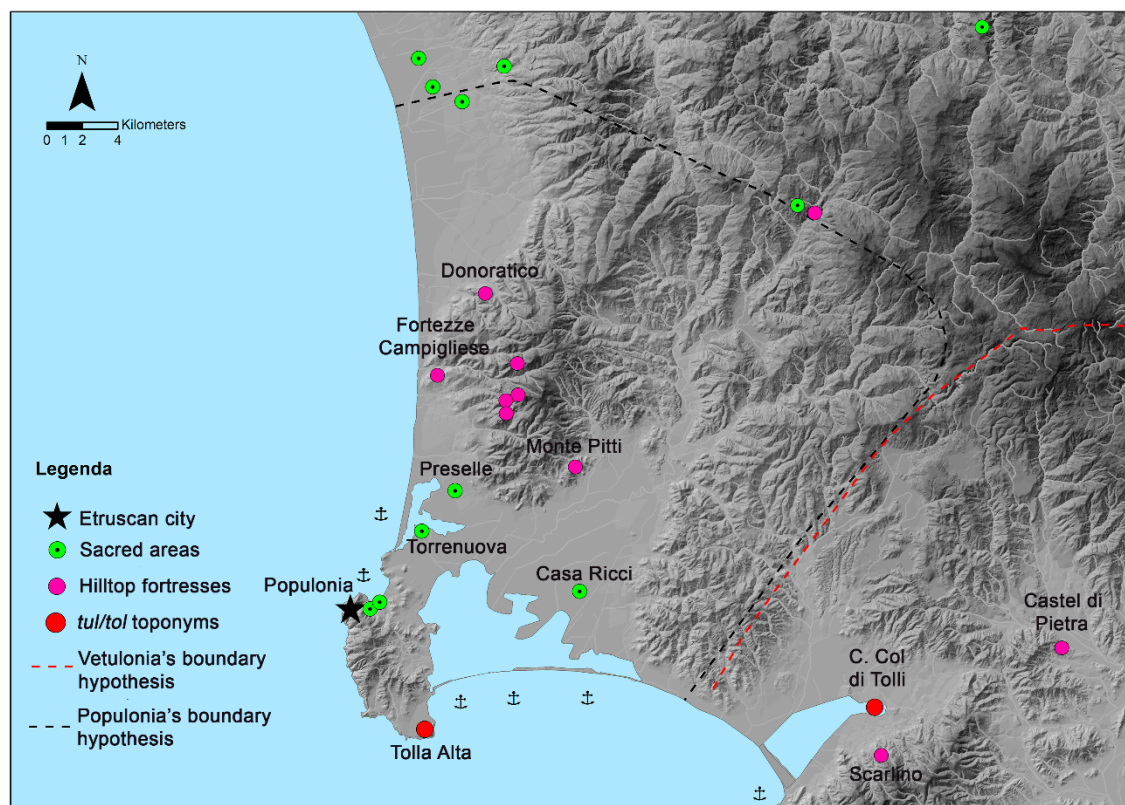 N
Kilometers
0 1 2 4
Donoratico
Fortezze
Campigliese
Monte Pitti
Preselle
Torrenuova
Populonia
Casa Ricci
Castel di
Pietra
C. Col
di Tolli
Tolla Alta
Scarlino
Legenda
Etruscan city
Sacred areas
Hilltop fortresses
tul/tol toponyms
Vetulonia's boundary
hypothesis
Populonia's boundary
hypothesis